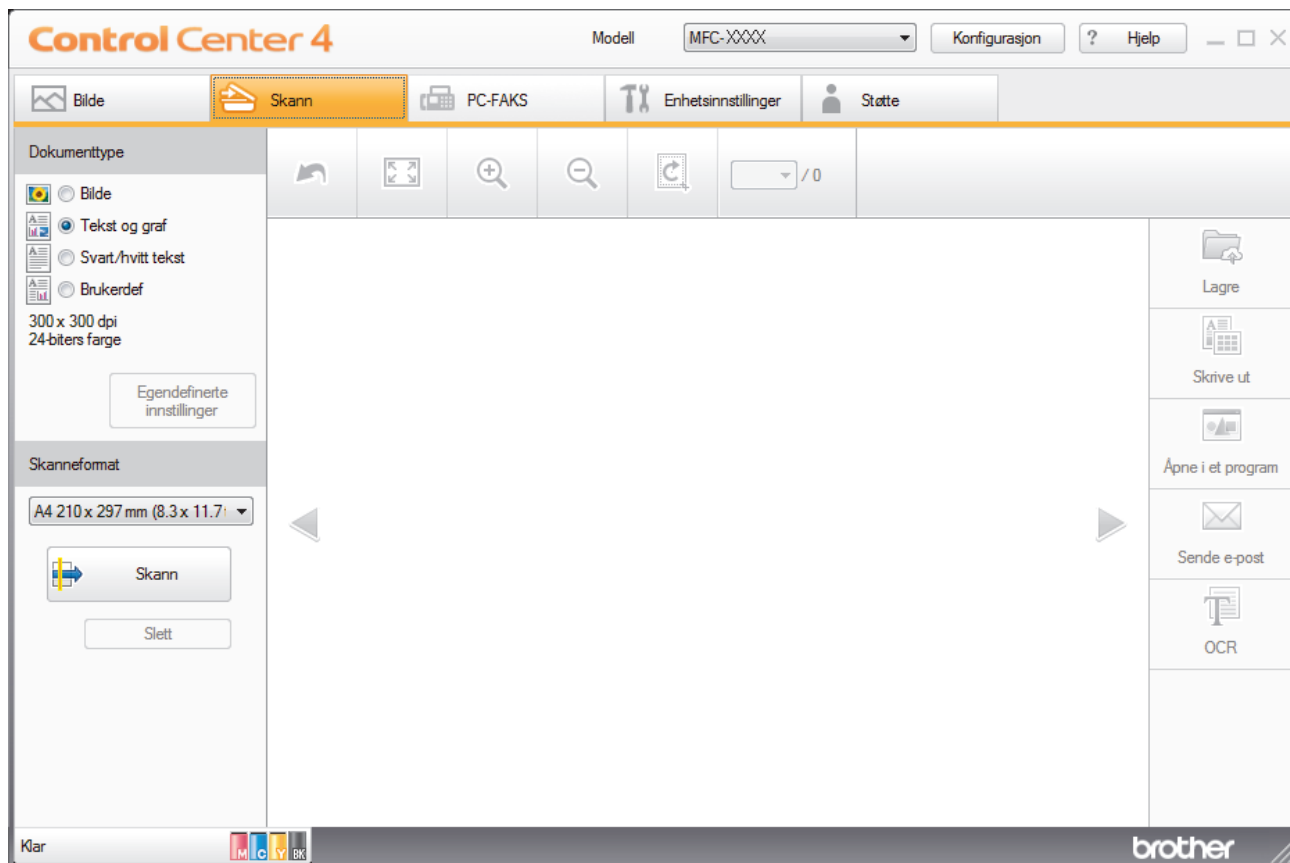 Control Center 4
Modell
MFC-XXXX
Konfigurasjon
? Hjelp
Bilde
Skann
PC-FAKS
Enhetsinnstillinger
Støtte
Dokumenttype
Bilde
Tekst og graf
Svart/hvitt tekst
Brukerdef
300 x 300 dpi
24-biters farge
Egendefinerte
innstillinger
Skanneformat
A4 210 x 297 mm (8.3 x 11.7
Skann
Slett
/ 0
Lagre
Skrive ut
Åpne i et program
Sende e-post
OCR
Klar
M C Y BK
brother